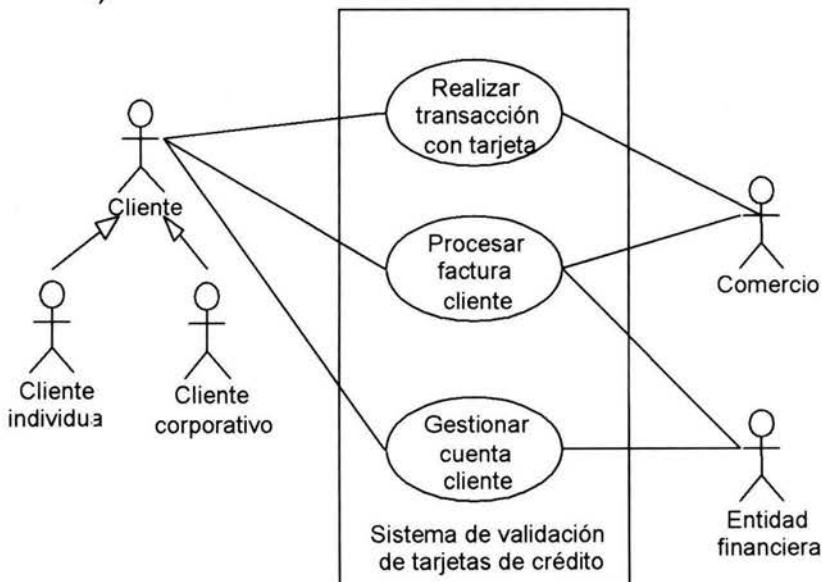 Realizar
transacción
con tarjeta
Cliente
Procesar
factura
cliente
Comercio
Cliente
individua
Cliente
corporativo
Gestionar
cuenta
cliente
Sistema de validación
de tarjetas de crédito
Entidad
financiera